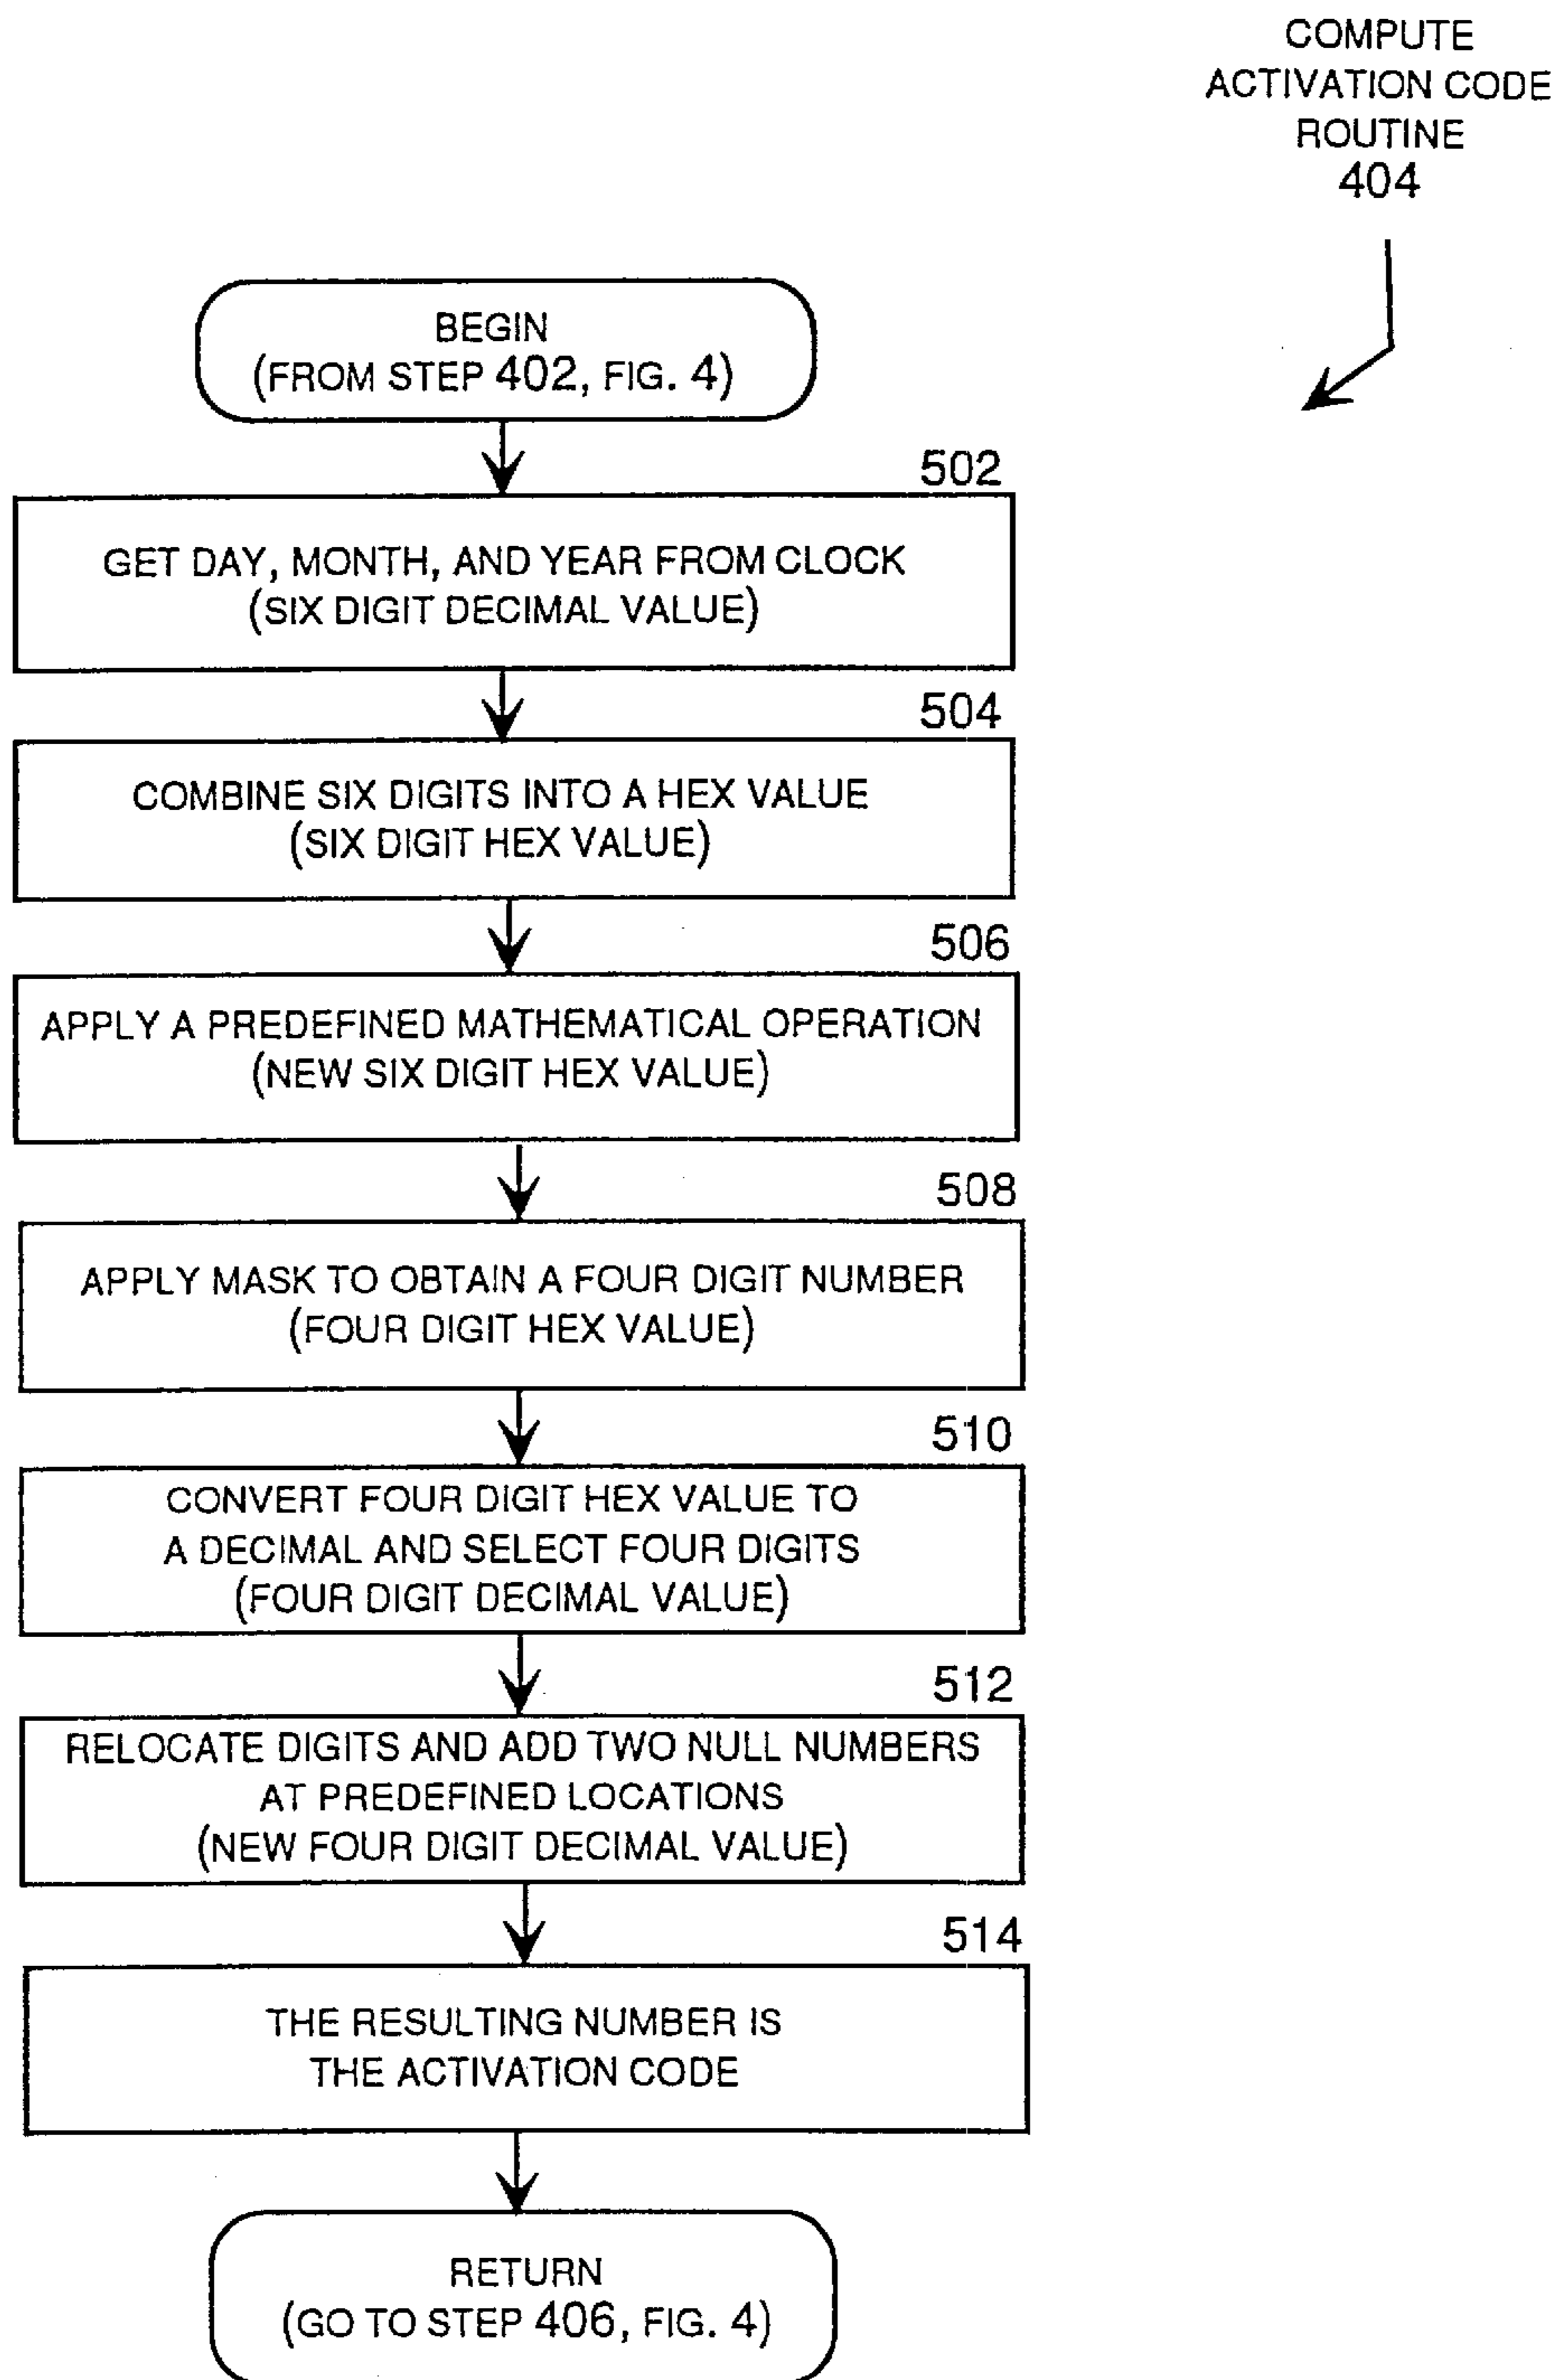 COMPUTE
ACTIVATION CODE
ROUTINE
404
BEGIN
(FROM STEP 402, FIG. 4)
502
GET DAY, MONTH, AND YEAR FROM CLOCK
(SIX DIGIT DECIMAL VALUE)
504
COMBINE SIX DIGITS INTO A HEX VALUE
(SIX DIGIT HEX VALUE)
506
APPLY A PREDEFINED MATHEMATICAL OPERATION
(NEW SIX DIGIT HEX VALUE)
508
APPLY MASK TO OBTAIN A FOUR DIGIT NUMBER
(FOUR DIGIT HEX VALUE)
510
CONVERT FOUR DIGIT HEX VALUE TO
A DECIMAL AND SELECT FOUR DIGITS
(FOUR DIGIT DECIMAL VALUE)
512
RELOCATE DIGITS AND ADD TWO NULL NUMBERS
AT PREDEFINED LOCATIONS
(NEW FOUR DIGIT DECIMAL VALUE)
514
THE RESULTING NUMBER IS
THE ACTIVATION CODE
RETURN
(GO TO STEP 406, FIG. 4)